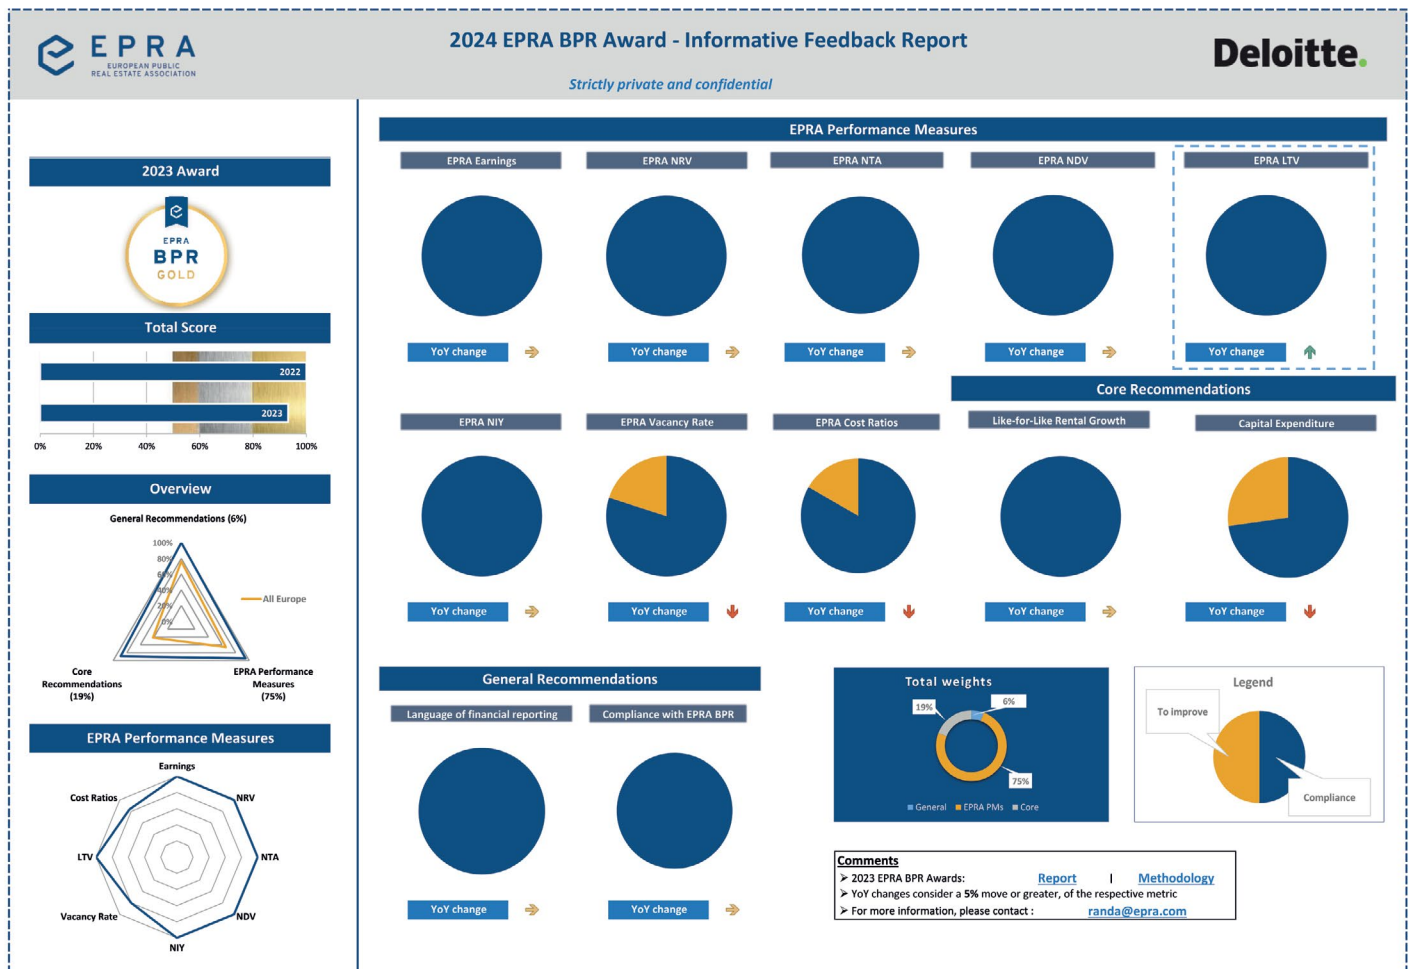 EPRA
EUROPEAN PUBLIC
REAL ESTATE ASSOCIATION
2024 EPRA BPR Award - Informative Feedback Report
Strictly private and confidential
Deloitte.
2023 Award
EPRA
BPR
GOLD
Total Score
2022
2023
0% 20% 40% 60% 80% 100%
Overview
General Recommendations (6%)
100%
80%
60%
40%
20%
0%
All Europe
Core
Recommendations
(19%)
EPRA Performance
Measures
(75%)
EPRA Performance Measures
Earnings
NRV
NTA
NDV
NIY
Vacancy Rate
LTV
Cost Ratios
EPRA Performance Measures
EPRA Earnings
EPRA NRV
EPRA NTA
EPRA NDV
EPRA LTV
YoY change
YoY change
YoY change
YoY change
YoY change
Core Recommendations
EPRA NIY
EPRA Vacancy Rate
EPRA Cost Ratios
Like-for-Like Rental Growth
Capital Expenditure
YoY change
YoY change
YoY change
YoY change
YoY change
General Recommendations
Language of financial reporting
Compliance with EPRA BPR
YoY change
YoY change
Total weights
19%
6%
75%
General EPRA PMs Core
Legend
To improve
Compliance
Comments
➢ 2023 EPRA BPR Awards: Report | Methodology
➢ YoY changes consider a 5% move or greater, of the respective metric
➢ For more information, please contact : randa@epra.com